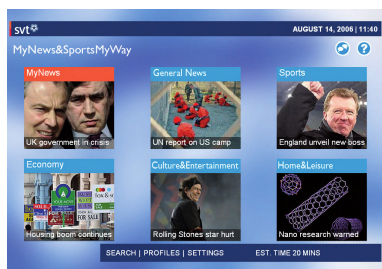 svt
AUGUST 14, 2006 | 11:40
MyNews&SportsMyWay
?
MyNews
General News
Sports
UK government in crisis
UN report on US camp
England unveil new boss
Economy
Culture&Entertainment
Home&Leisure
FOR SALE
Housing boom continues
Rolling Stones star hurt
Nano research warned
SEARCH | PROFILES | SETTINGS
EST. TIME 20 MINS